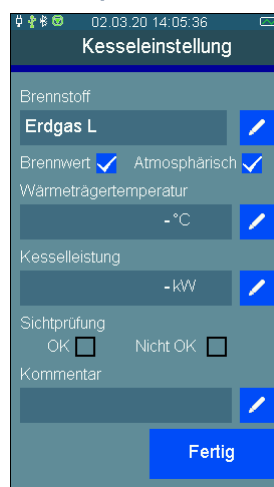 02.03.20 14:05:36
Kesseleinstellung
Brennstoff
Erdgas L
Brennwert Atmosphärisch
Wärmeträgertemperatur
-°C
Kesselleistung
-kW
Sichtprüfung
OK Nicht OK
Kommentar
Fertig